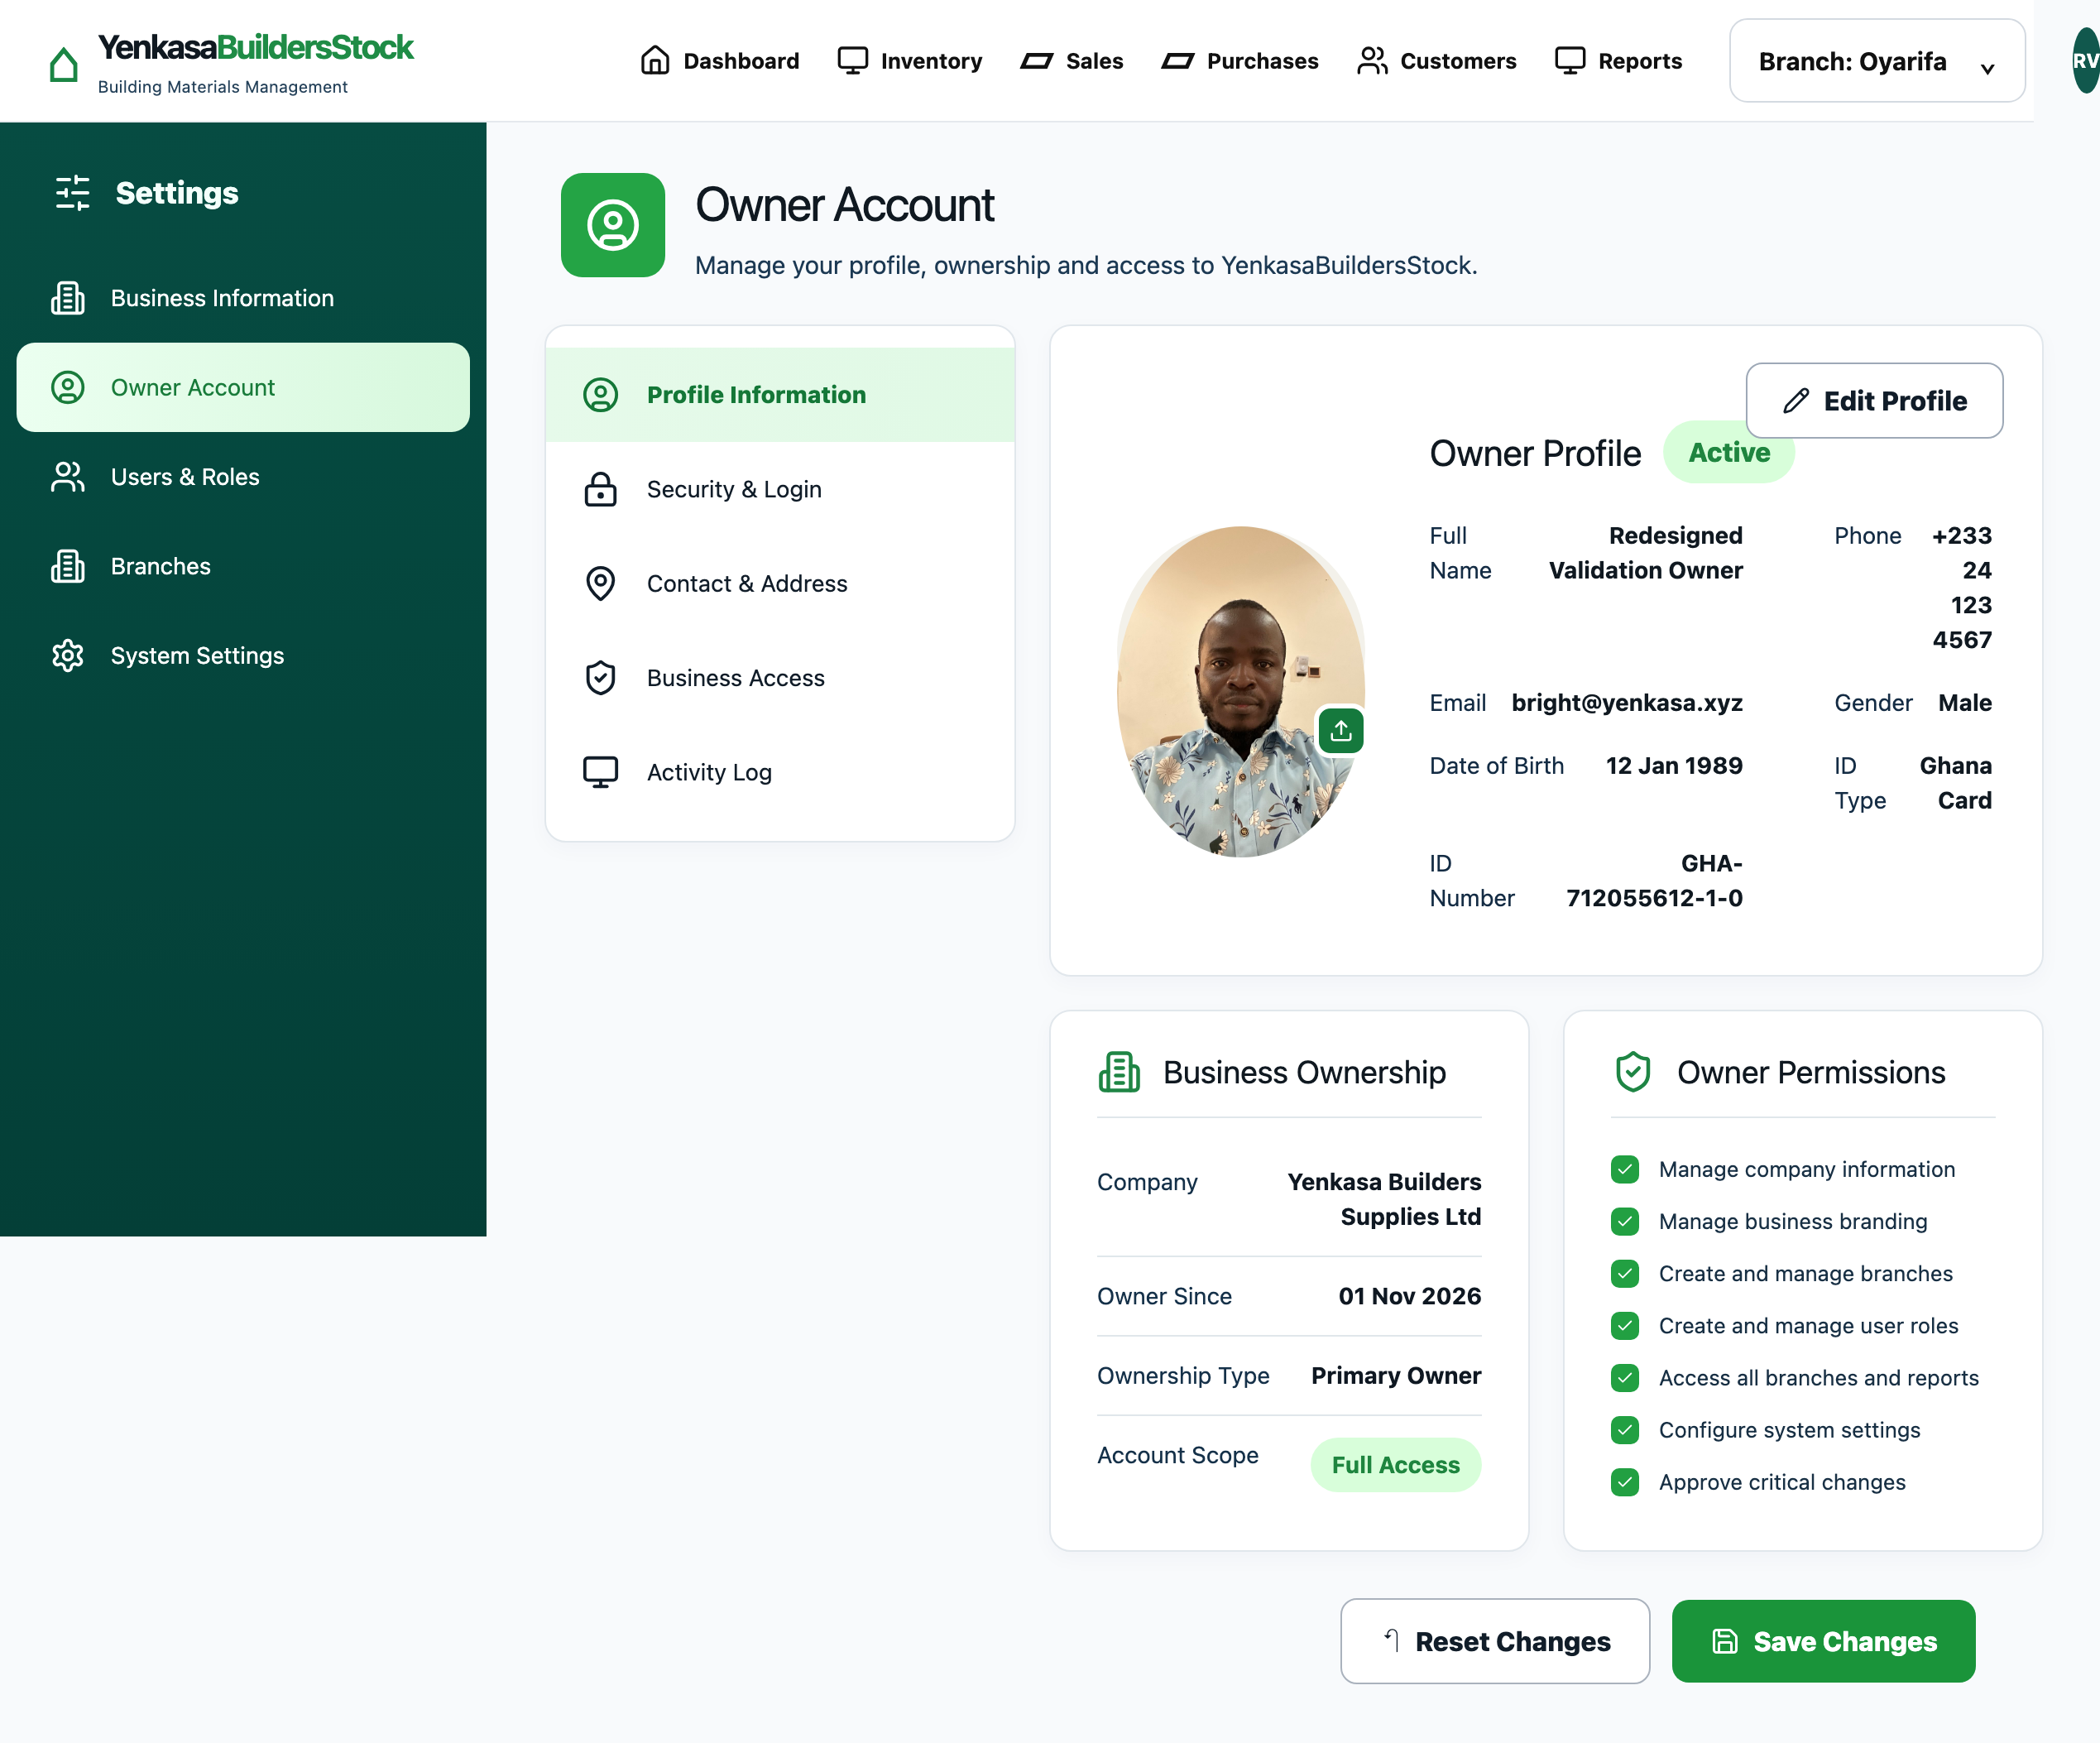 YenkasaBuildersStock
Building Materials Management
Dashboard
Inventory
Sales
Purchases
Customers
Reports
Branch: Oyarifa
RV
Settings
Business Information
Owner Account
Users & Roles
Branches
System Settings
Owner Account
Manage your profile, ownership and access to YenkasaBuildersStock.
Profile Information
Security & Login
Contact & Address
Business Access
Activity Log
Edit Profile
Owner Profile
Active
Full
Name
Redesigned
Validation Owner
Phone
+233
24
123
4567
Email
bright@yenkasa.xyz
Gender
Male
Date of Birth
12 Jan 1989
ID
Type
Ghana
Card
ID
Number
GHA-
712055612-1-0
Business Ownership
Company
Yenkasa Builders
Supplies Ltd
Owner Since
01 Nov 2026
Ownership Type
Primary Owner
Account Scope
Full Access
Owner Permissions
Manage company information
Manage business branding
Create and manage branches
Create and manage user roles
Access all branches and reports
Configure system settings
Approve critical changes
Reset Changes
Save Changes